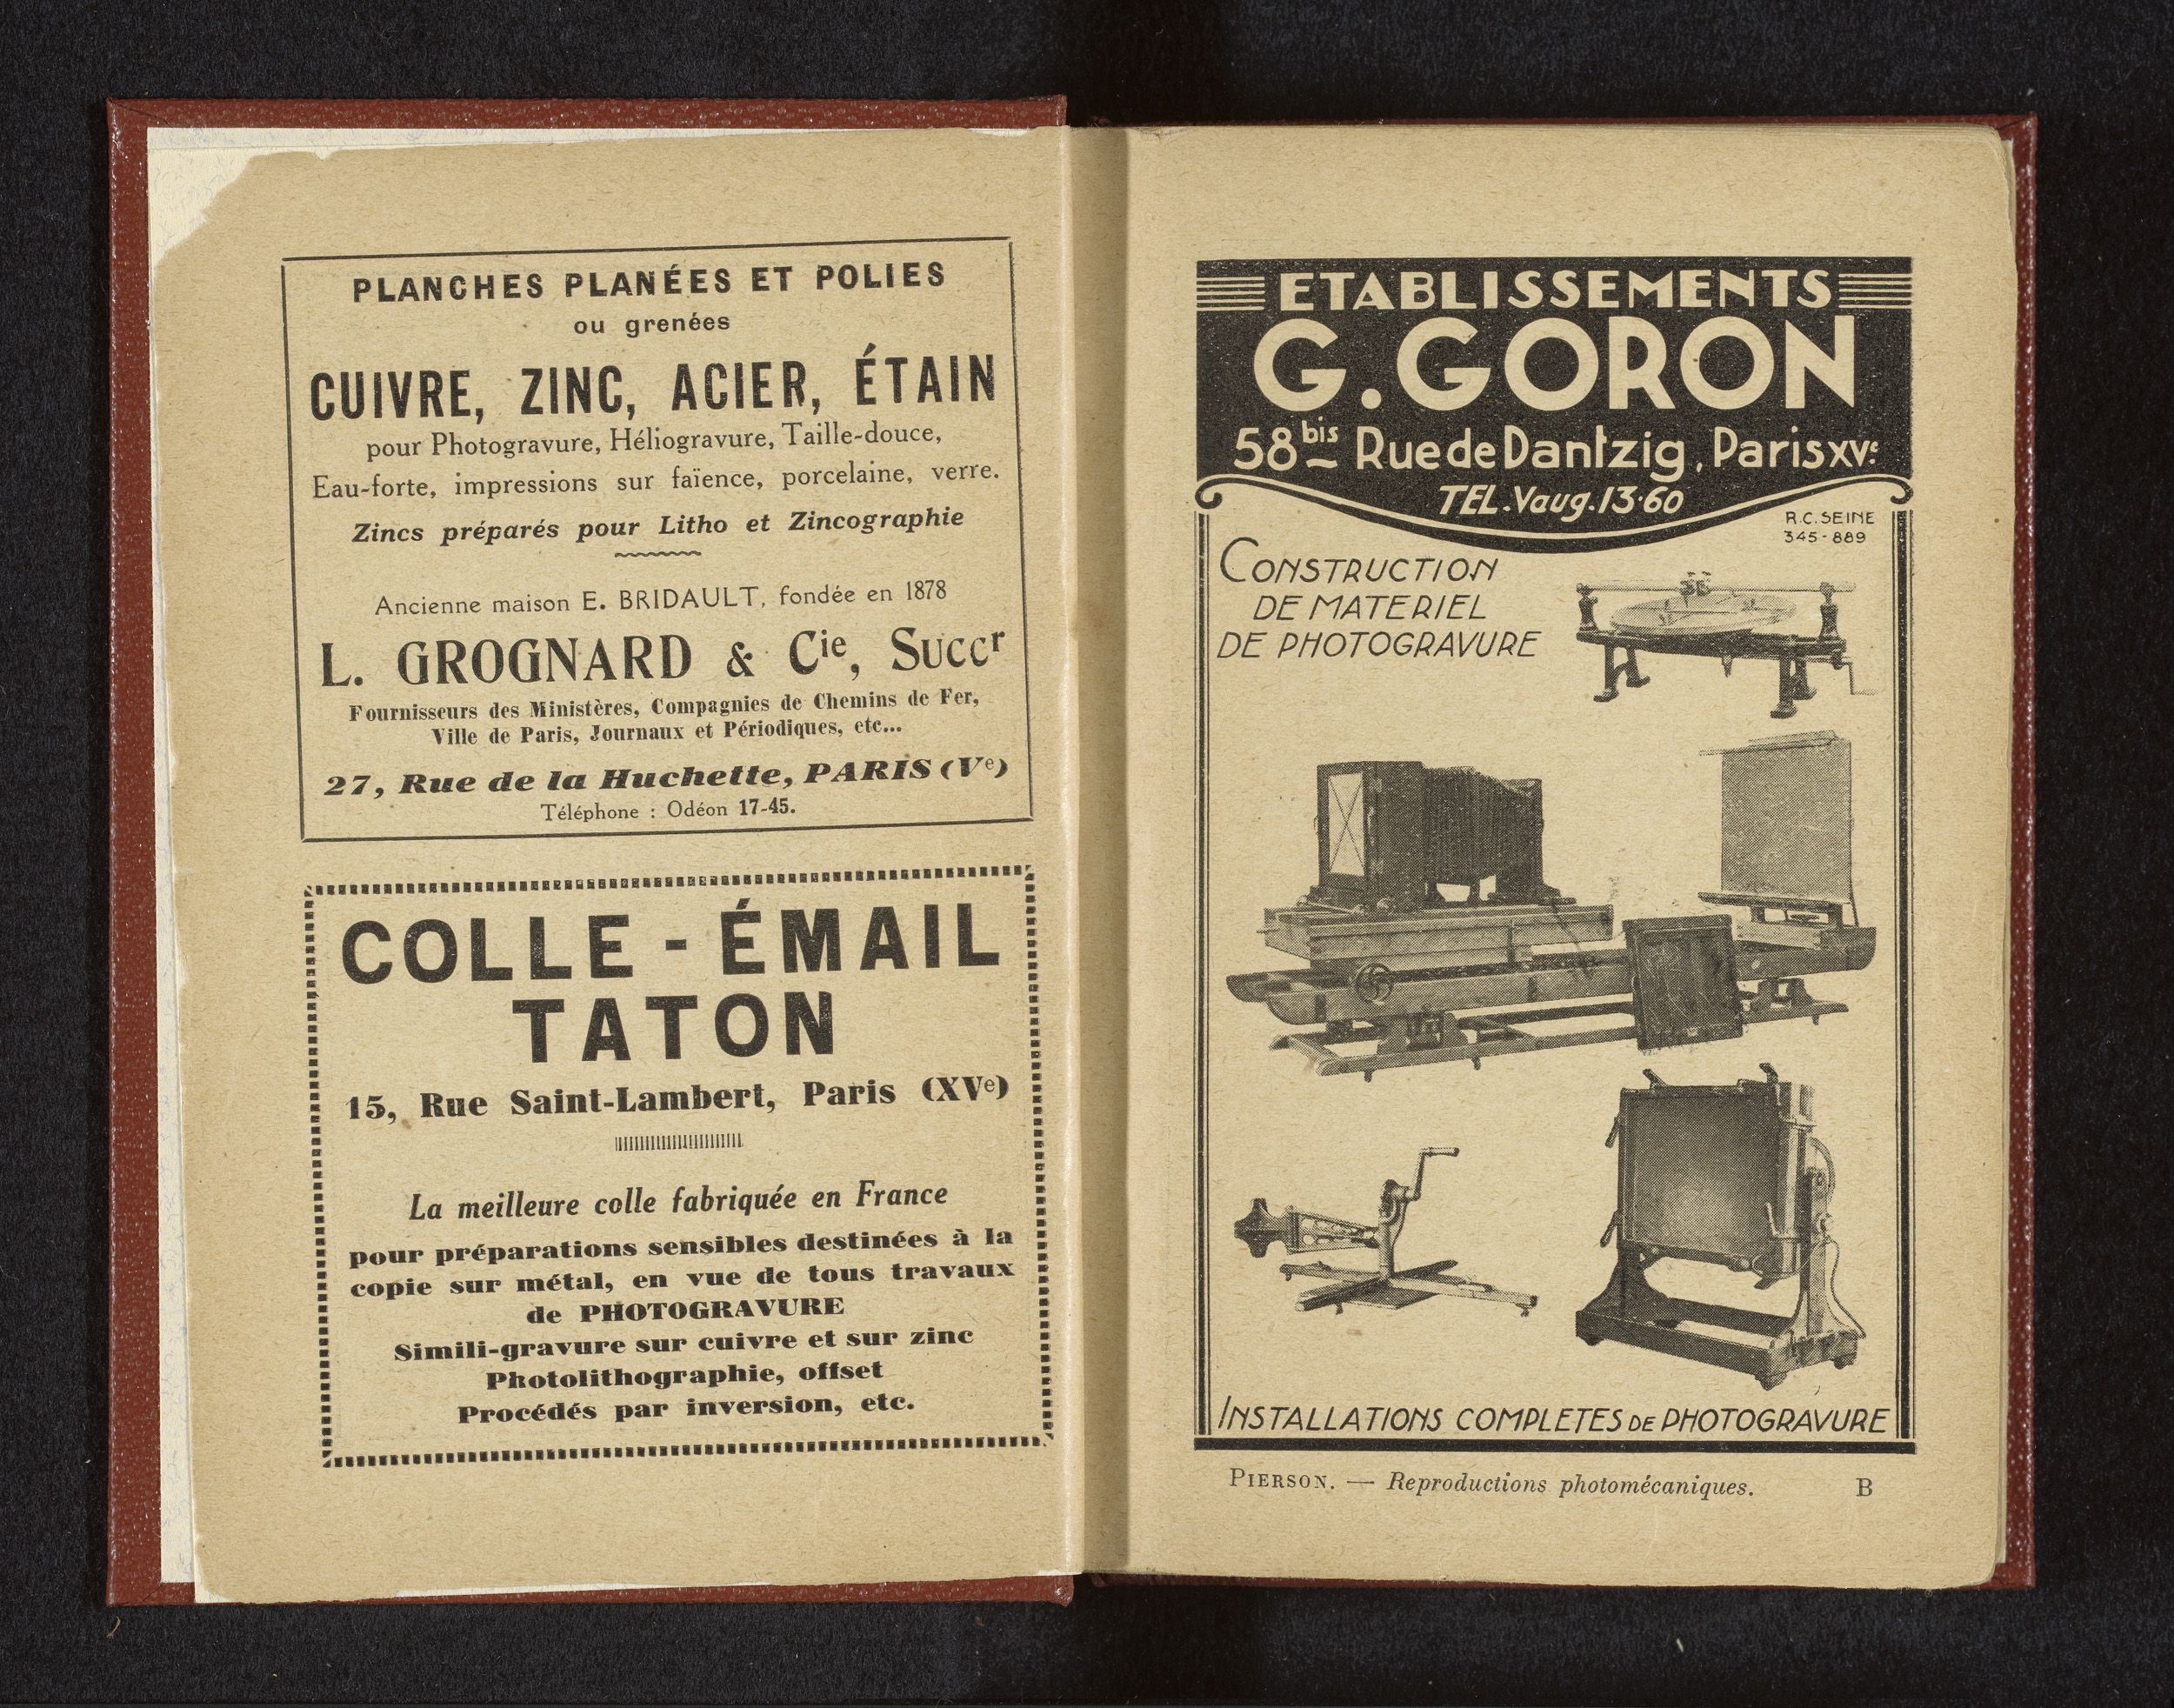 PLANCHES PLANÉES ET POLIES
ou grenées
CUIVRE, ZINC, ACIER, ÉTAIN
pour Photogravure, Héliogravure, Taille-douce,
Eau-forte, impressions sur faïence, porcelaine, verre.
Zincs préparés pour Litho et Zincographie
Ancienne maison E. BRIDAULT, fondée en 1878
L. GROGNARD & Cie, Succr
Fournisseurs des Ministères, Compagnies de Chemins de Fer,
Ville de Paris, Journaux et Périodiques, etc...
27, Rue de la Huchette, PARIS (Ve)
Téléphone : Odéon 17-45.
COLLE - ÉMAIL
TATON
15, Rue Saint-Lambert, Paris (XVe)
La meilleure colle fabriquée en France
pour préparations sensibles destinées à la
copie sur métal, en vue de tous travaux
de PHOTOGRAVURE
Simili-gravure sur cuivre et sur zinc
Photolithographie, offset
Procédés par inversion, etc.
ETABLISSEMENTS
G. GORON
58bis Rue de Dantzig, Paris XVe
TEL. Vaug. 13·60
R.C. SEINE
345-889
CONSTRUCTION
DE MATERIEL
DE PHOTOGRAVURE
INSTALLATIONS COMPLETES DE PHOTOGRAVURE
PIERSON. — Reproductions photomécaniques. B